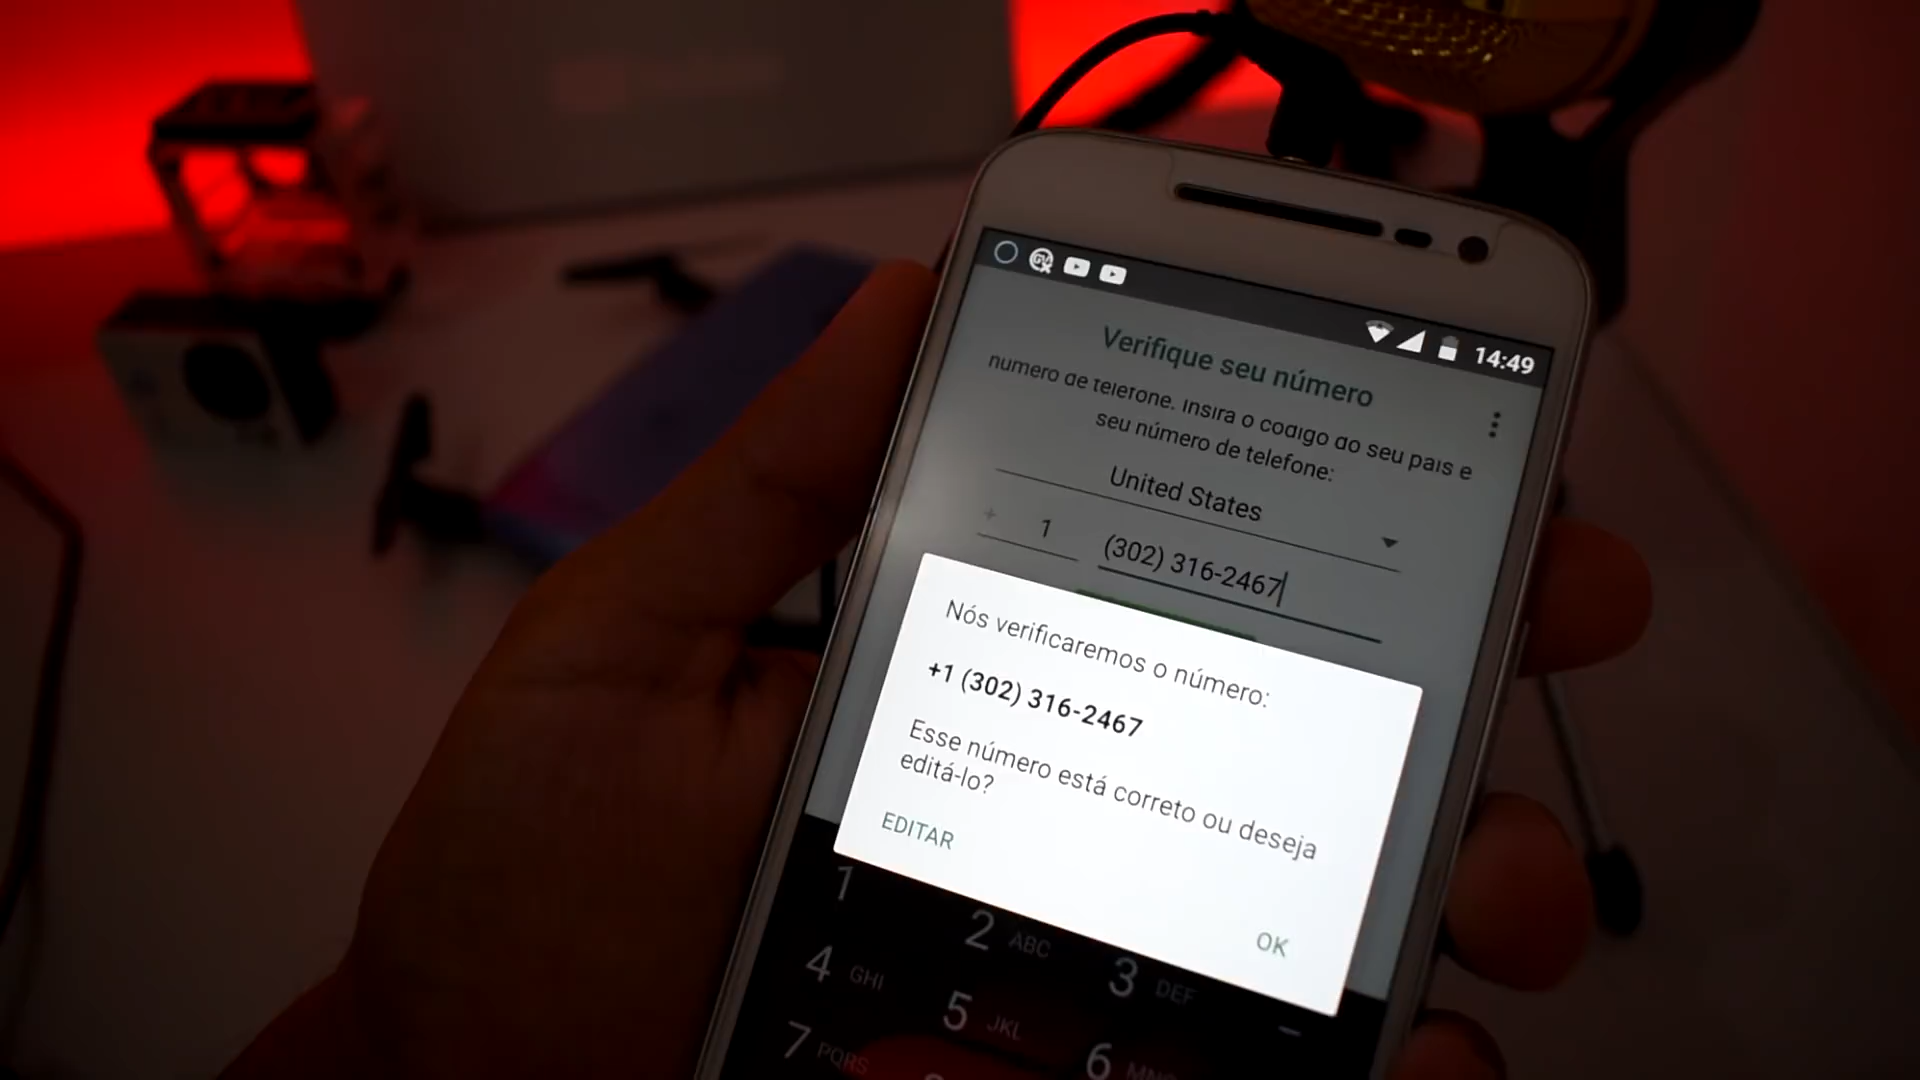 14:49
Verifique seu número
numero de telefone. Insira o codigo do seu pais e
seu número de telefone:
United States
+ 1 (302) 316-2467
Nós verificaremos o número:
+1 (302) 316-2467
Esse número está correto ou deseja
editá-lo?
EDITAR
OK
1
2 ABC
3 DEF
4 GHI
5 JKL
6
7 PQRS